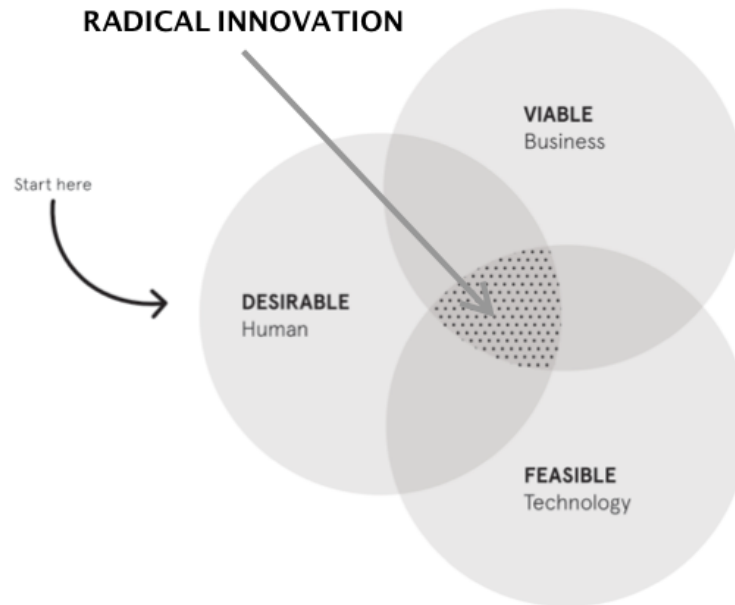 RADICAL INNOVATION
VIABLE
Business
Start here
DESIRABLE
Human
FEASIBLE
Technology